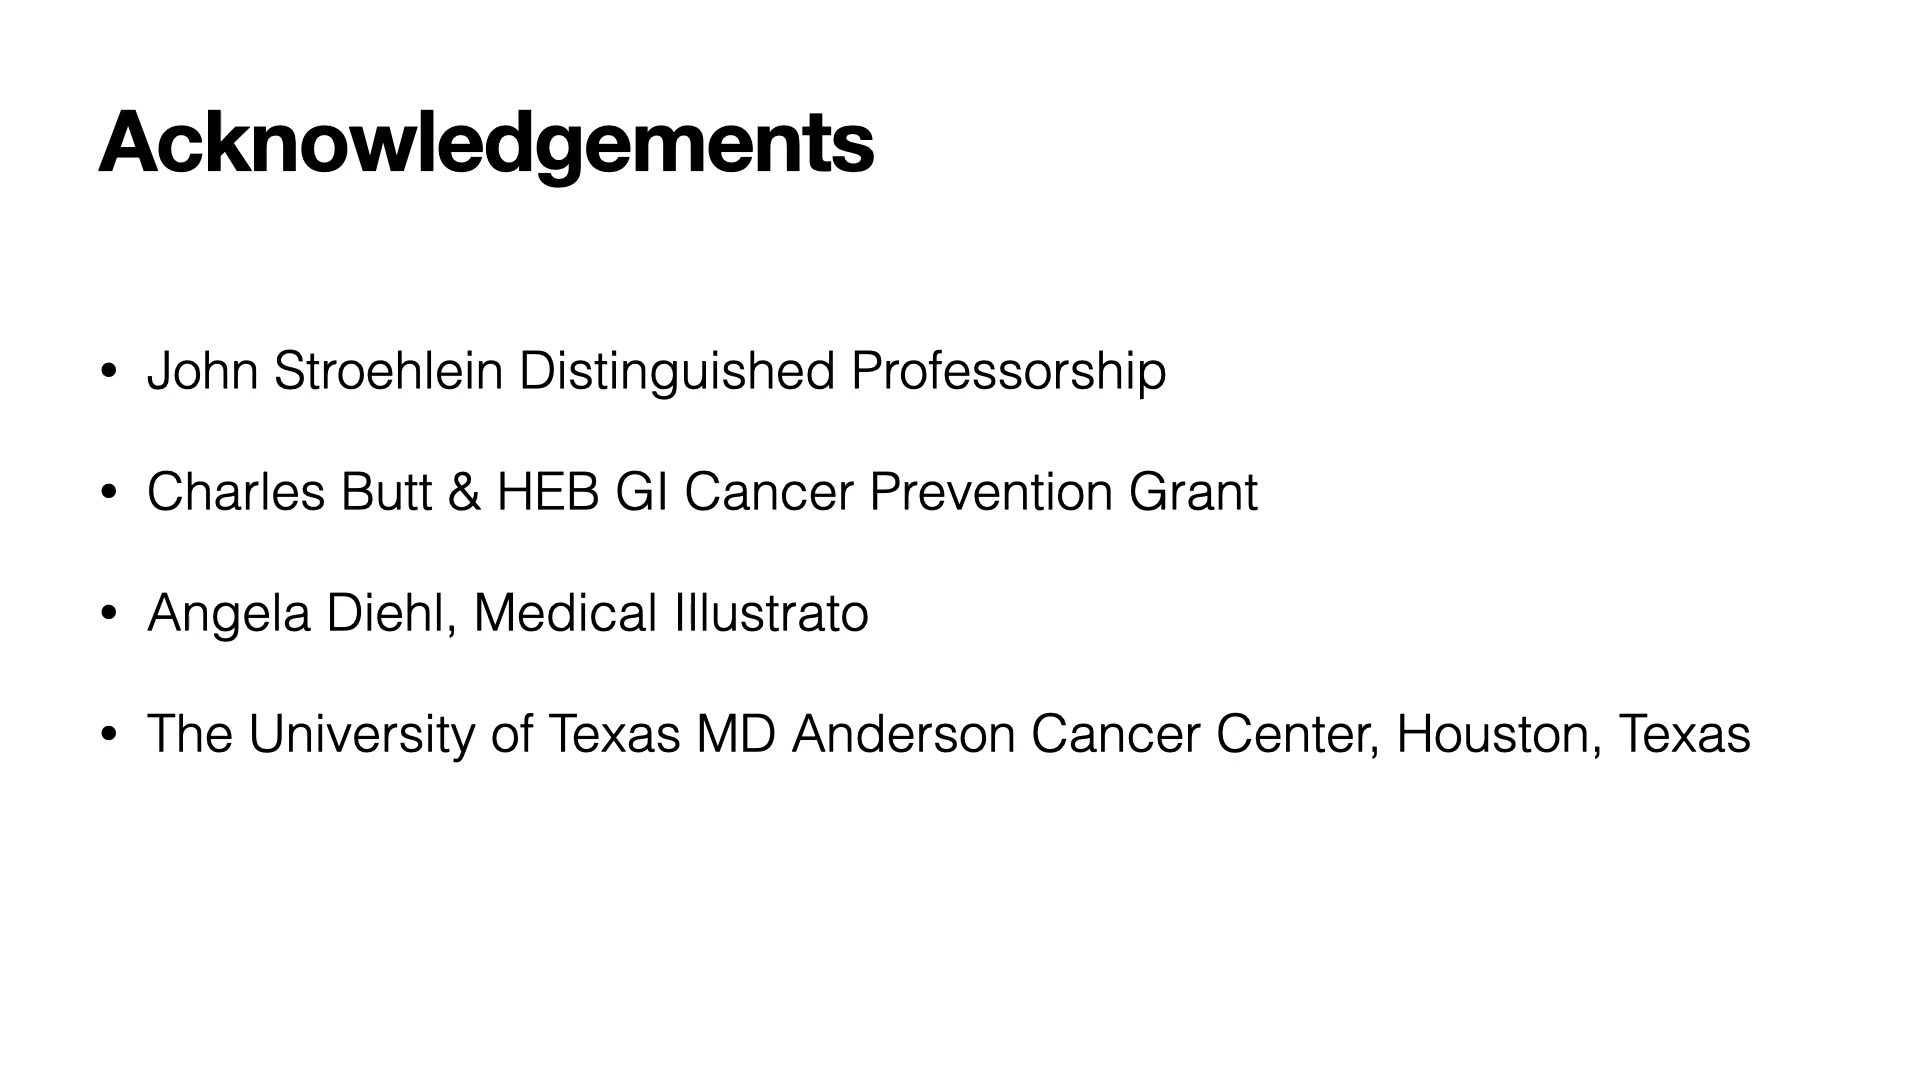 Acknowledgements
• John Stroehlein Distinguished Professorship
• Charles Butt & HEB GI Cancer Prevention Grant
• Angela Diehl, Medical Illustrato
• The University of Texas MD Anderson Cancer Center, Houston, Texas